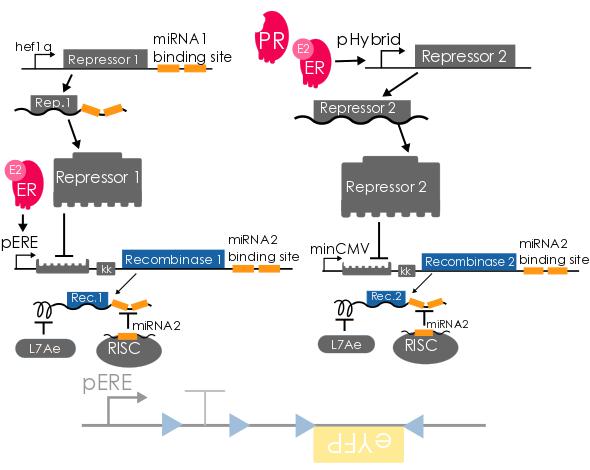 hef1α
Repressor 1
miRNA1
binding site
Rep.1
Repressor 1
E2
ER
pERE
kk
Recombinase 1
miRNA2
binding site
Rec.1
miRNA2
L7Ae
RISC
PR
E2
ER
pHybrid
Repressor 2
Repressor 2
Repressor 2
minCMV
kk
Recombinase 2
miRNA2
binding site
Rec.2
miRNA2
L7Ae
RISC
pERE
eYFP